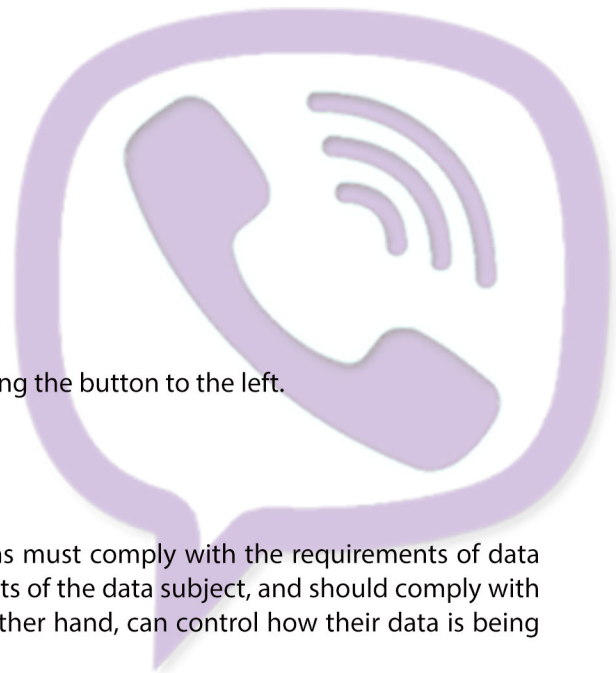 ng the button to the left.
ns must comply with the requirements of data
ts of the data subject, and should comply with
ther hand, can control how their data is being